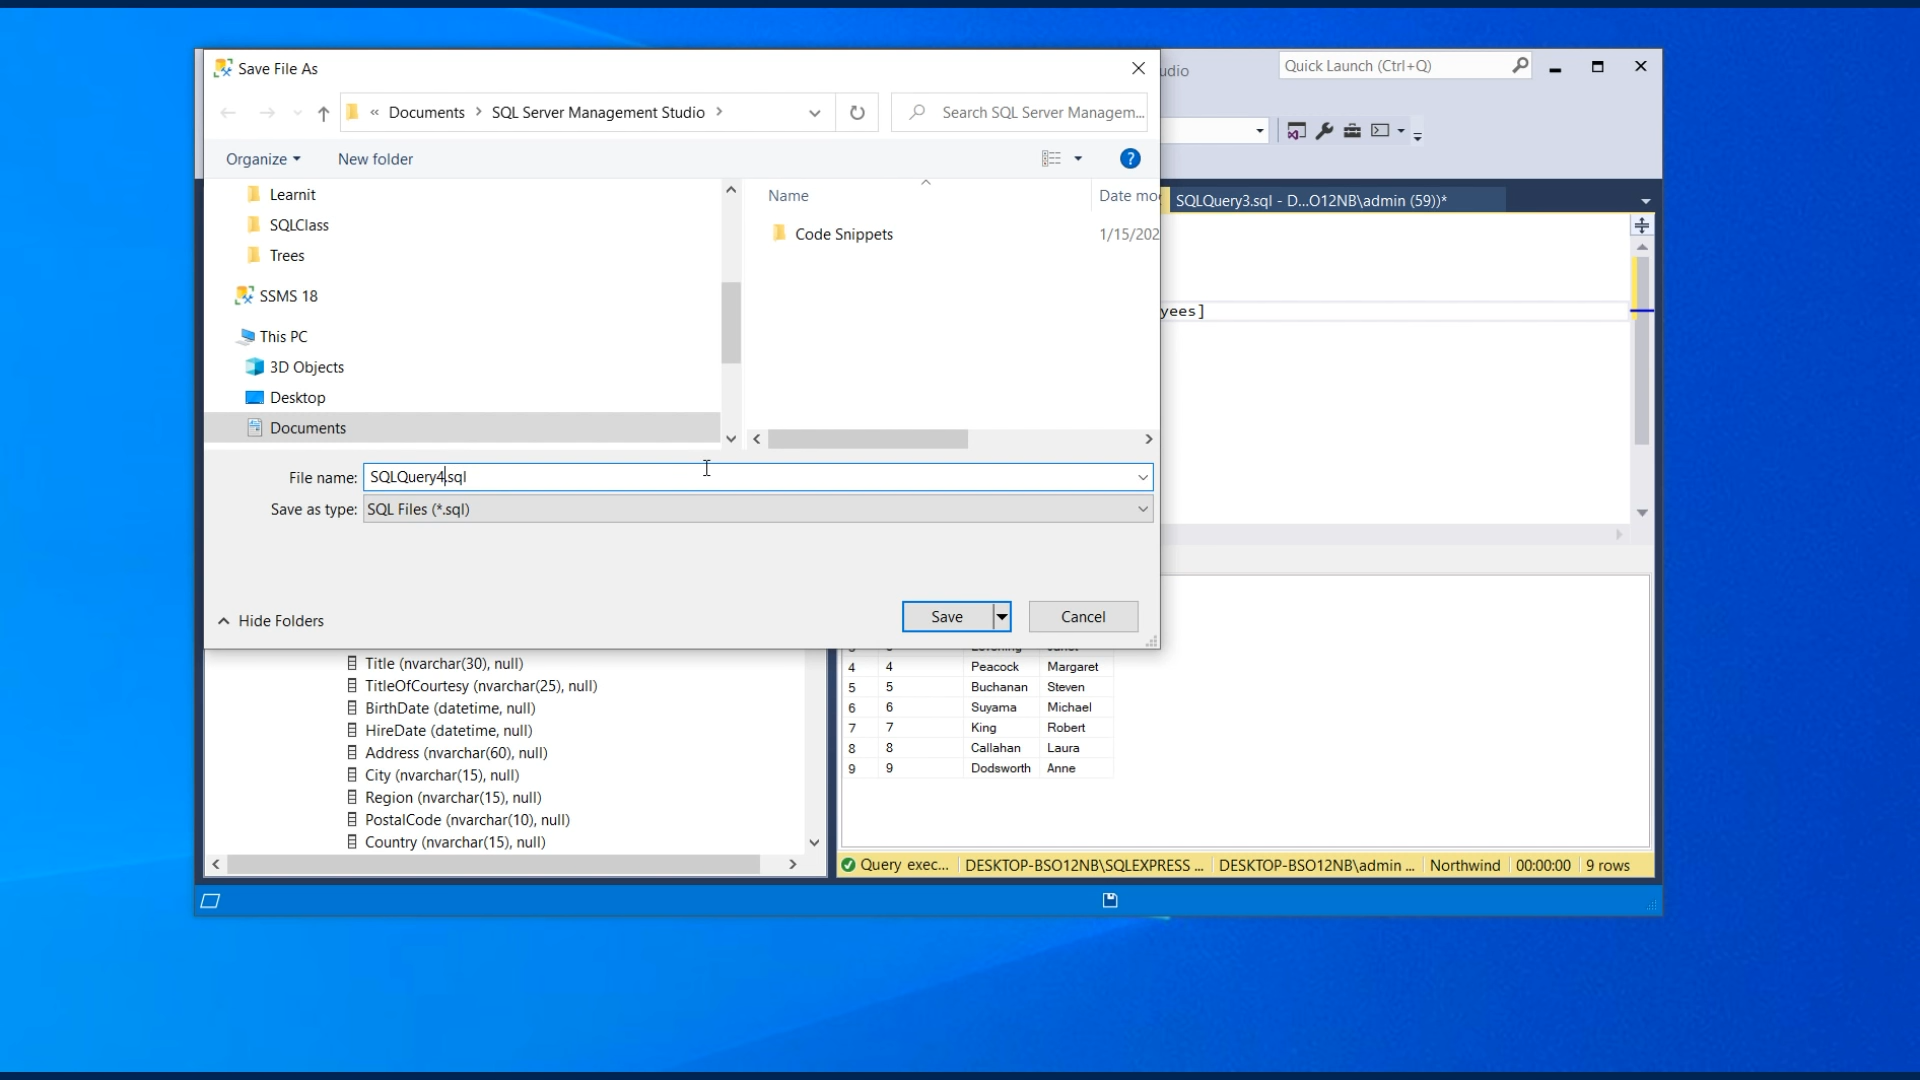 Save File As
udio
Quick Launch (Ctrl+Q)
« Documents > SQL Server Management Studio >
Search SQL Server Managem...
Organize
New folder
?
Learnit
SQLClass
Trees
SSMS 18
This PC
3D Objects
Desktop
Documents
Name
Date mo
Code Snippets
1/15/202
SQLQuery3.sql - D...O12NB\admin (59))*
yees]
File name: SQLQuery4.sql
Save as type: SQL Files (*.sql)
Hide Folders
Save
Cancel
Title (nvarchar(30), null)
TitleOfCourtesy (nvarchar(25), null)
BirthDate (datetime, null)
HireDate (datetime, null)
Address (nvarchar(60), null)
City (nvarchar(15), null)
Region (nvarchar(15), null)
PostalCode (nvarchar(10), null)
Country (nvarchar(15), null)
4 4 Peacock Margaret
5 5 Buchanan Steven
6 6 Suyama Michael
7 7 King Robert
8 8 Callahan Laura
9 9 Dodsworth Anne
Query exec... DESKTOP-BSO12NB\SQLEXPRESS ... DESKTOP-BSO12NB\admin ... Northwind 00:00:00 9 rows